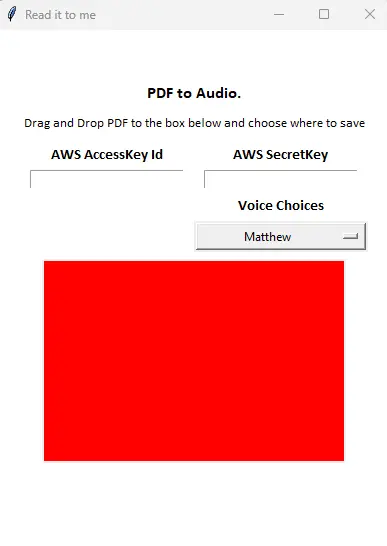 Read it to me
PDF to Audio.
Drag and Drop PDF to the box below and choose where to save
AWS AccessKey Id
AWS SecretKey
Voice Choices
Matthew